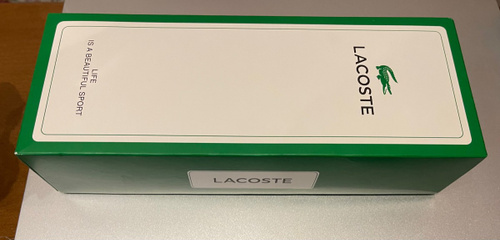 LACOSTE
LIFE
IS A BEAUTIFUL SPORT
LACOSTE